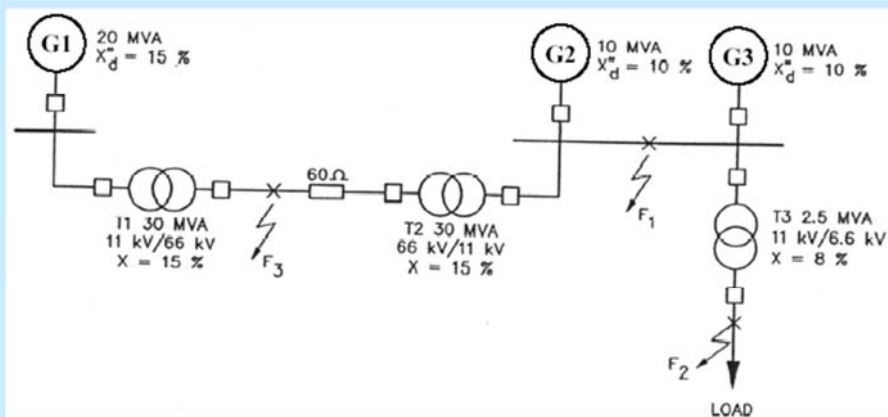 G1
20 MVA
X"d = 15 %
G2
10 MVA
X"d = 10 %
G3
10 MVA
X"d = 10 %
60Ω
T1 30 MVA
11 kV/66 kV
X = 15 %
F3
T2 30 MVA
66 kV/11 kV
X = 15 %
F1
T3 2.5 MVA
11 kV/6.6 kV
X = 8 %
F2
LOAD